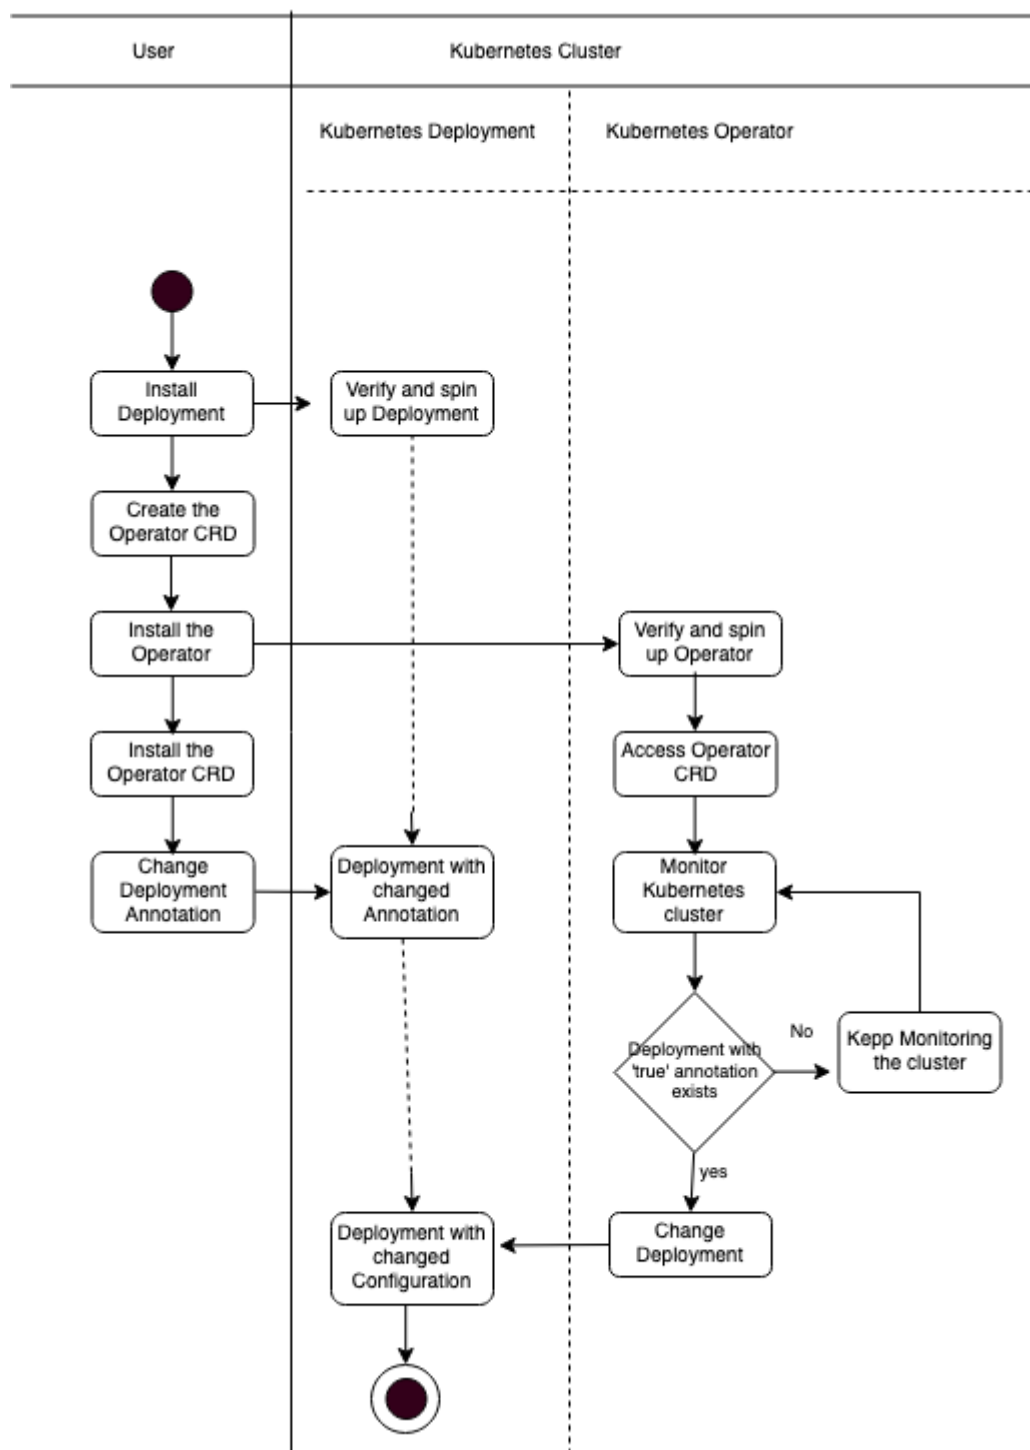 User
Kubernetes Cluster
Kubernetes Deployment
Kubernetes Operator
Install
Deployment
Verify and spin
up Deployment
Create the
Operator CRD
Install the
Operator
Verify and spin
up Operator
Install the
Operator CRD
Access Operator
CRD
Change
Deployment
Annotation
Deployment with
changed
Annotation
Monitor
Kubernetes
cluster
Deployment with
'true' annotation
exists
No
Kepp Monitoring
the cluster
yes
Deployment with
changed
Configuration
Change
Deployment